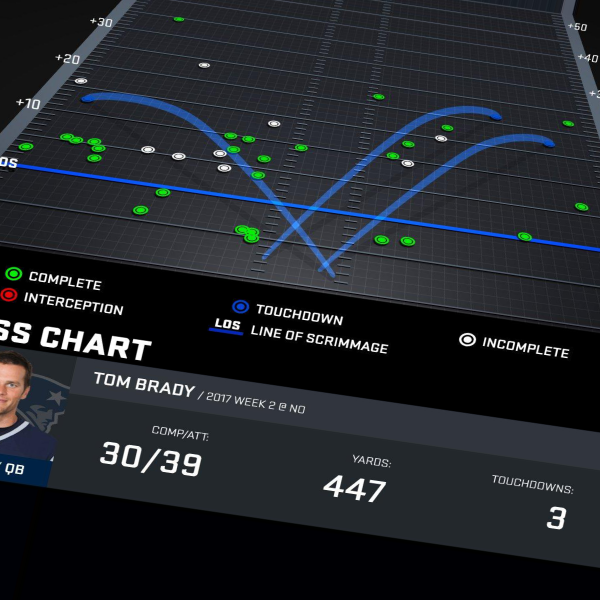 +30
+50
+20
+40
+10
+3
OS
COMPLETE
INTERCEPTION
TOUCHDOWN
LOS LINE OF SCRIMMAGE
INCOMPLETE
SS CHART
TOM BRADY / 2017 WEEK 2 @ NO
COMP/ATT:
30/39
YARDS:
447
TOUCHDOWNS:
3
QB